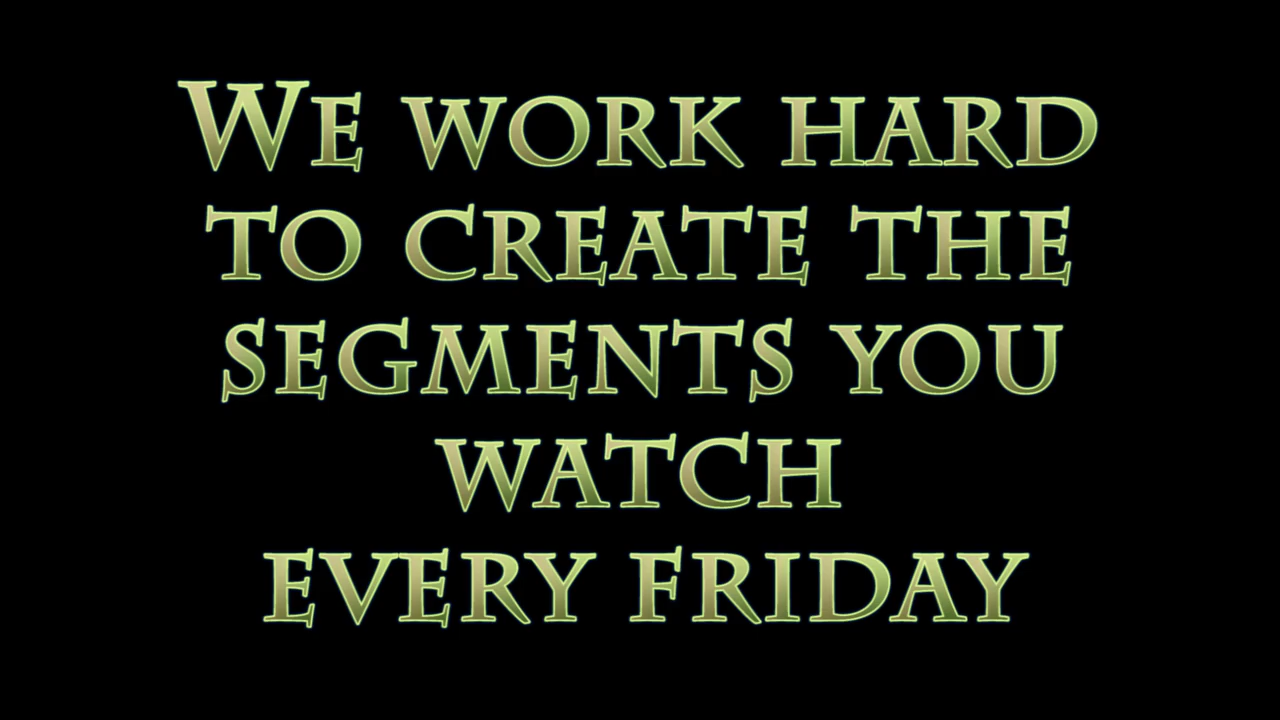 We work hard
to create the
segments you
watch
every Friday